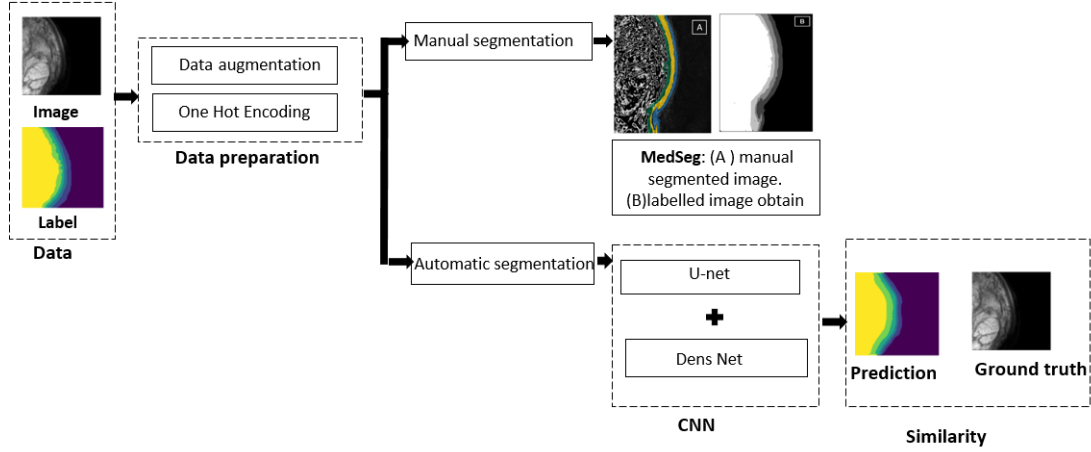 Image
Label
Data
Data augmentation
One Hot Encoding
Data preparation
Manual segmentation
A
B
MedSeg: (A ) manual
segmented image.
(B)labelled image obtain
Automatic segmentation
U-net
Dens Net
CNN
Prediction
Ground truth
Similarity